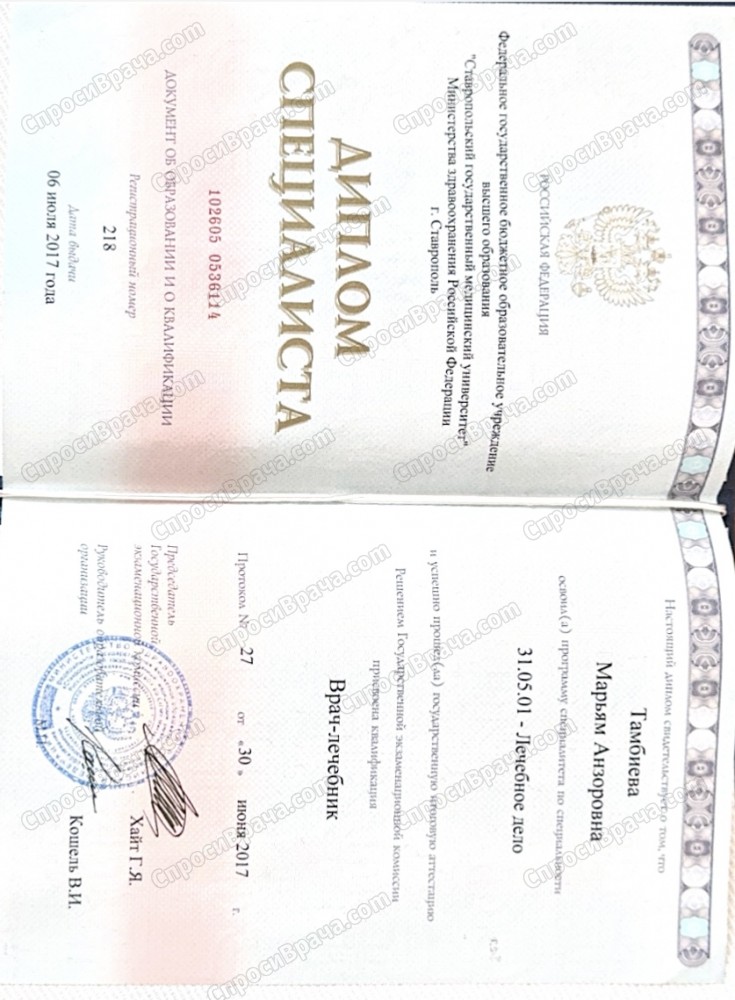 РОССИЙСКАЯ ФЕДЕРАЦИЯ
Федеральное государственное бюджетное образовательное учреждение
высшего образования
"Ставропольский государственный медицинский университет"
Министерства здравоохранения Российской Федерации
г. Ставрополь
ДИПЛОМ
СПЕЦИАЛИСТА
102605 0536114
ДОКУМЕНТ ОБ ОБРАЗОВАНИИ И О КВАЛИФИКАЦИИ
Регистрационный номер
218
Дата выдачи
06 июля 2017 года
Настоящий диплом свидетельствует о том, что
Тамбиева
Марьям Анзоровна
освоил(а) программу специалитета по специальности
31.05.01 - Лечебное дело
и успешно прошел(ла) государственную итоговую аттестацию
Решением Государственной экзаменационной комиссии
присвоена квалификация
Врач-лечебник
Протокол № 27 от « 30 » июня 2017 г.
Председатель
Государственной
экзаменационной комиссии Хайт Г.Я.
Руководитель образовательной
организации Кошель В.И.
СпросиВрача.com